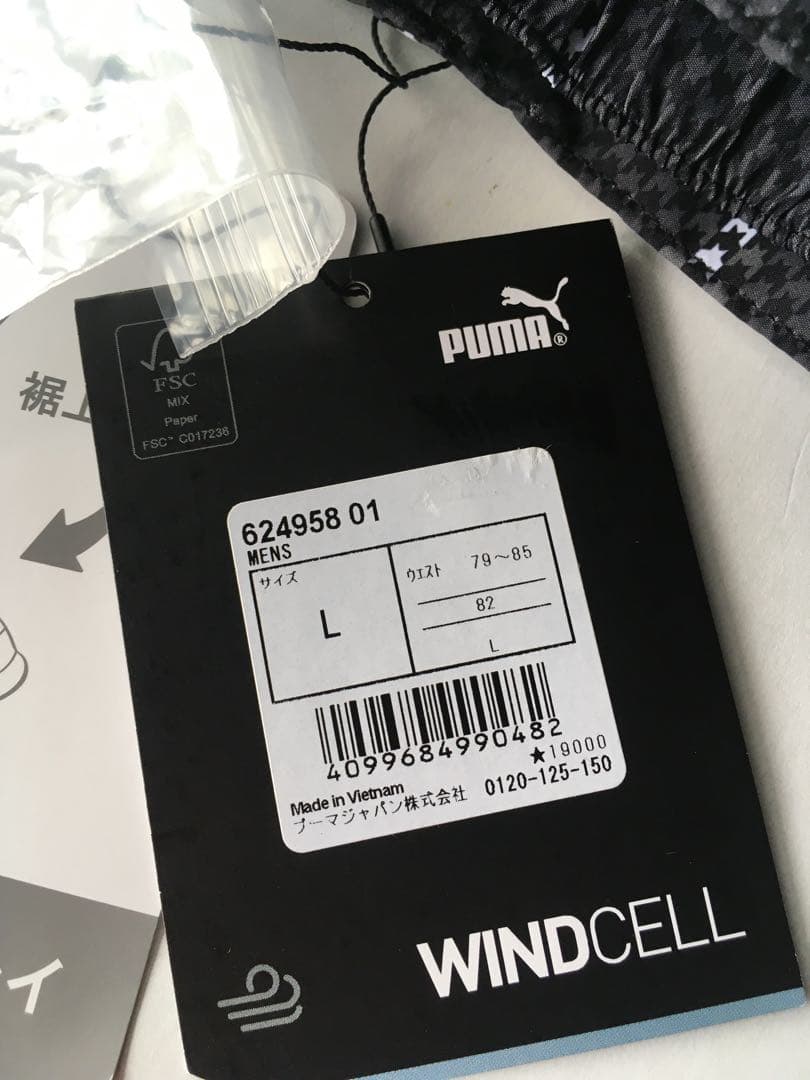 PUMA®
FSC
MIX
Paper
FSC™ C017236
裾上
624958 01
MENS
サイズ
L
ウエスト 79～85
82
L
4099684990482
★19000
Made in Vietnam
プーマジャパン株式会社 0120-125-150
WINDCELL
イ